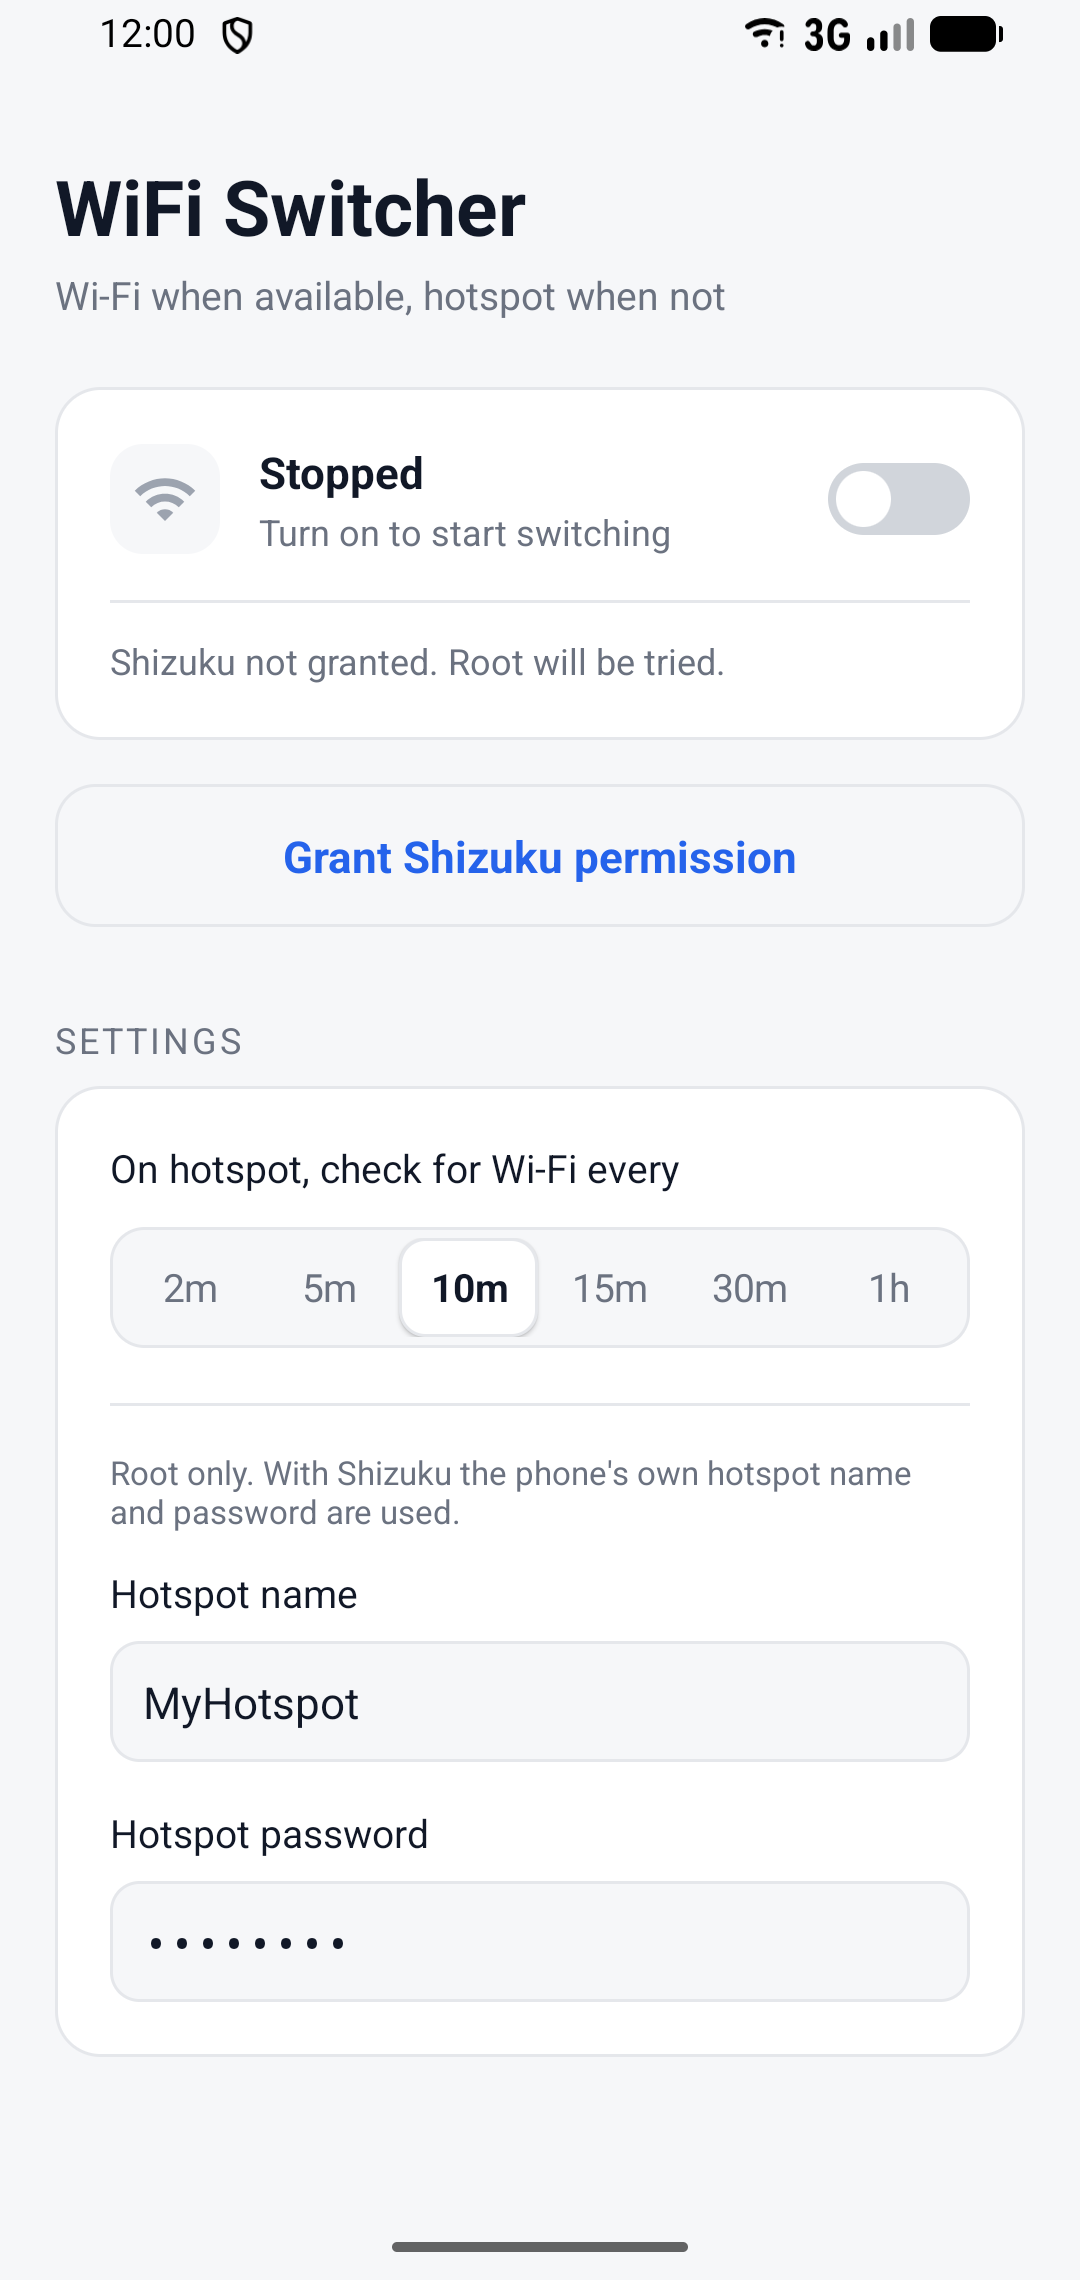 12:00
3G
WiFi Switcher
Wi-Fi when available, hotspot when not
Stopped
Turn on to start switching
Shizuku not granted. Root will be tried.
Grant Shizuku permission
SETTINGS
On hotspot, check for Wi-Fi every
2m 5m 10m 15m 30m 1h
Root only. With Shizuku the phone's own hotspot name
and password are used.
Hotspot name
MyHotspot
Hotspot password
••••••••